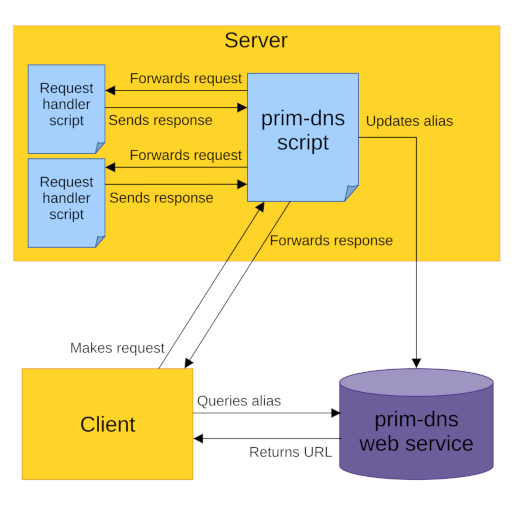 Server
Request
handler
script
Forwards request
Sends response
prim-dns
script
Updates alias
Request
handler
script
Forwards request
Sends response
Forwards response
Makes request
Client
Queries alias
Returns URL
prim-dns
web service